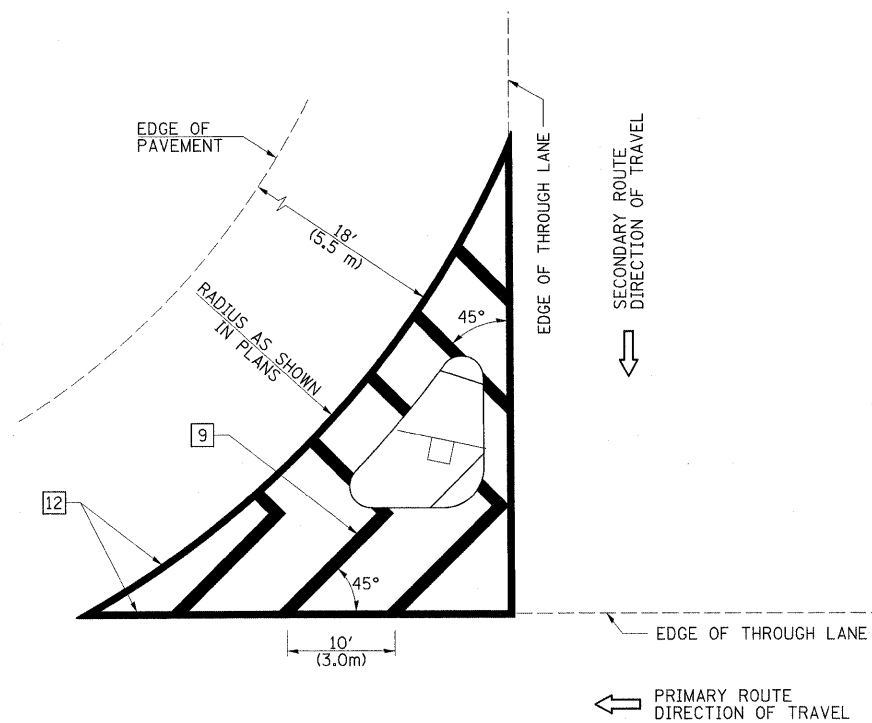 EDGE OF
PAVEMENT
18'
(5.5 m)
RADIUS AS SHOWN
IN PLANS
EDGE OF THROUGH LANE
SECONDARY ROUTE
DIRECTION OF TRAVEL
45°
9
12
45°
10'
(3.0m)
EDGE OF THROUGH LANE
PRIMARY ROUTE
DIRECTION OF TRAVEL